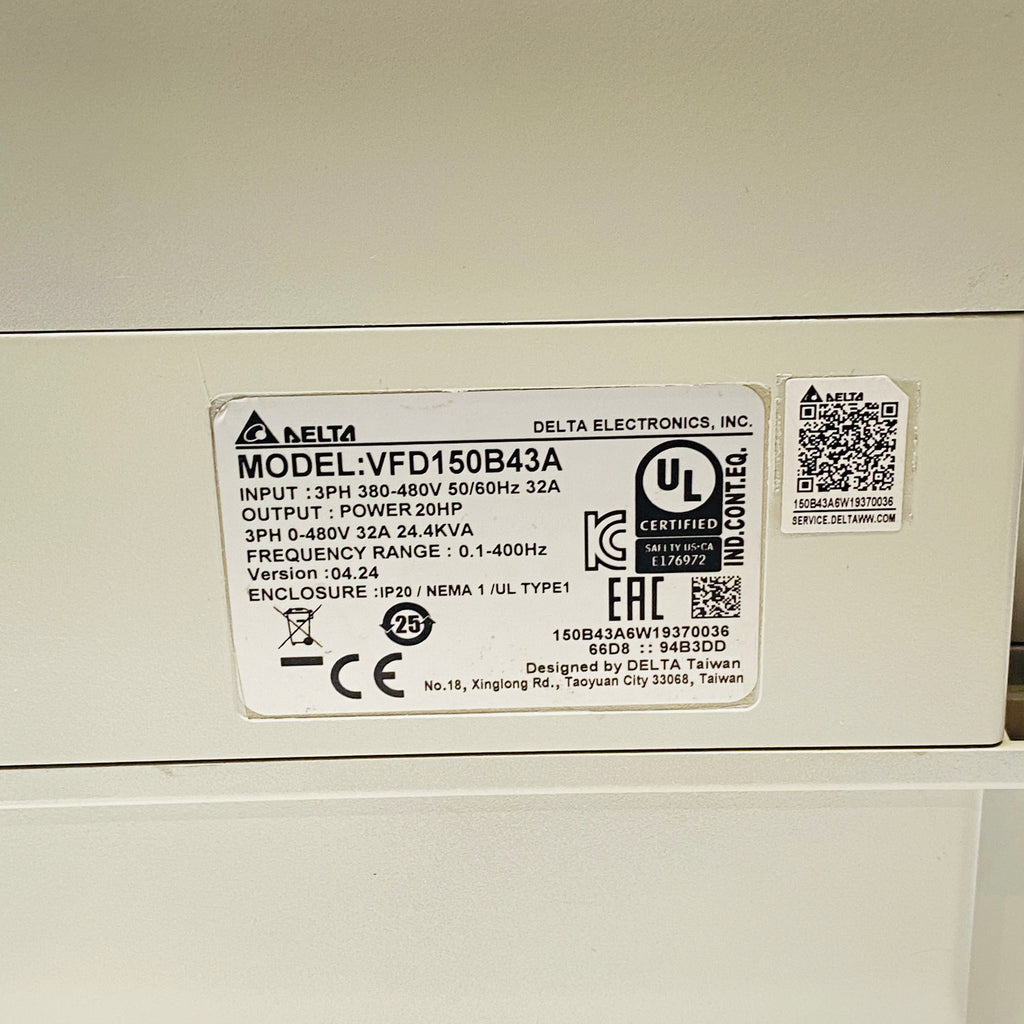 DELTA
DELTA ELECTRONICS, INC.
MODEL:VFD150B43A
INPUT :3PH 380-480V 50/60Hz 32A
OUTPUT : POWER 20HP
3PH 0-480V 32A 24.4KVA
FREQUENCY RANGE : 0.1-400Hz
Version :04.24
ENCLOSURE :IP20 / NEMA 1 /UL TYPE1
UL
CERTIFIED
SAFETY US-CA
E176972
IND.CONT.EQ.
KC
EAC
25
CE
150B43A6W19370036
66D8 :: 94B3DD
Designed by DELTA Taiwan
No.18, Xinglong Rd., Taoyuan City 33068, Taiwan
DELTA
150B43A6W19370036
SERVICE.DELTAWW.COM